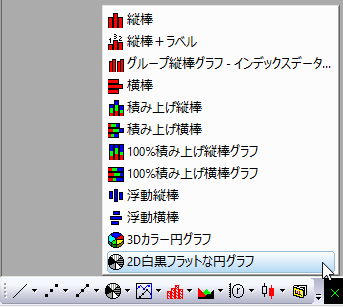 縦棒
縦棒＋ラベル
グループ縦棒グラフ - インデックスデータ...
横棒
積み上げ縦棒
積み上げ横棒
100%積み上げ縦棒グラフ
100%積み上げ横棒グラフ
浮動縦棒
浮動横棒
3Dカラー円グラフ
2D白黒フラットな円グラフ